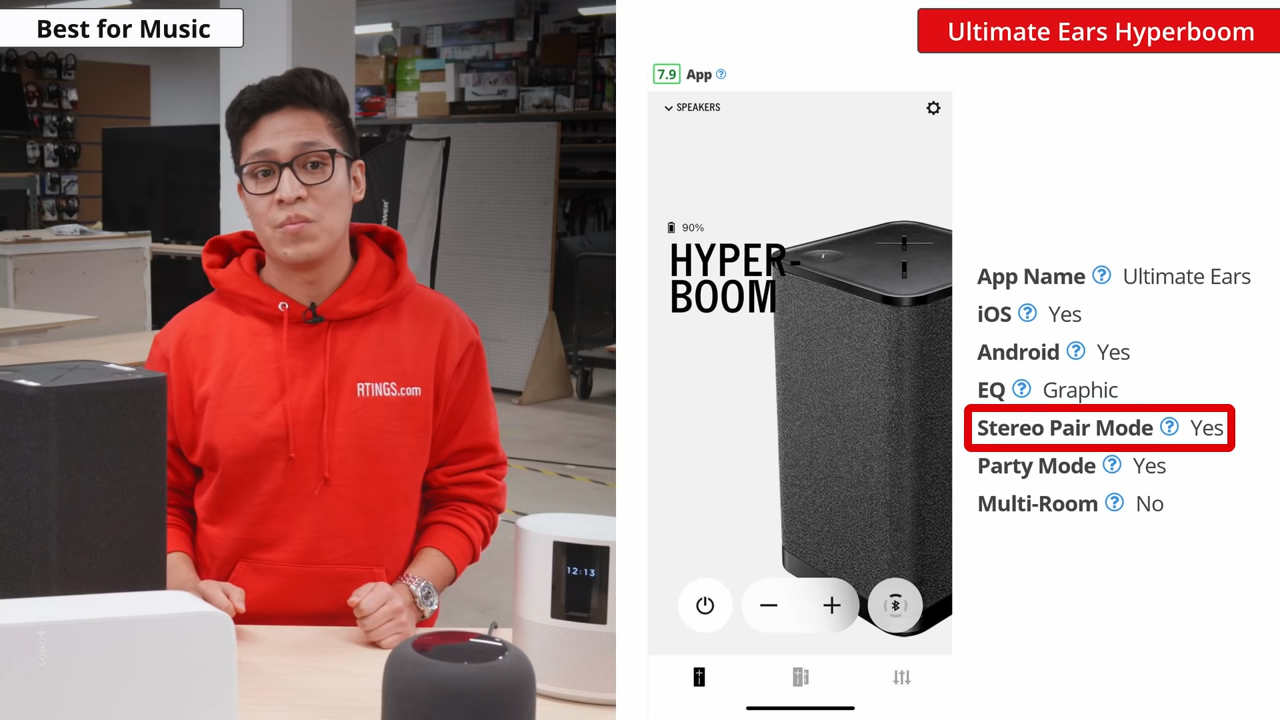 Best for Music
Ultimate Ears Hyperboom
7.9 App ?
SPEAKERS
90%
HYPER-
BOOM
App Name ? Ultimate Ears
iOS ? Yes
Android ? Yes
EQ ? Graphic
Stereo Pair Mode ? Yes
Party Mode ? Yes
Multi-Room ? No
RTINGS.com
12:13
SONOS